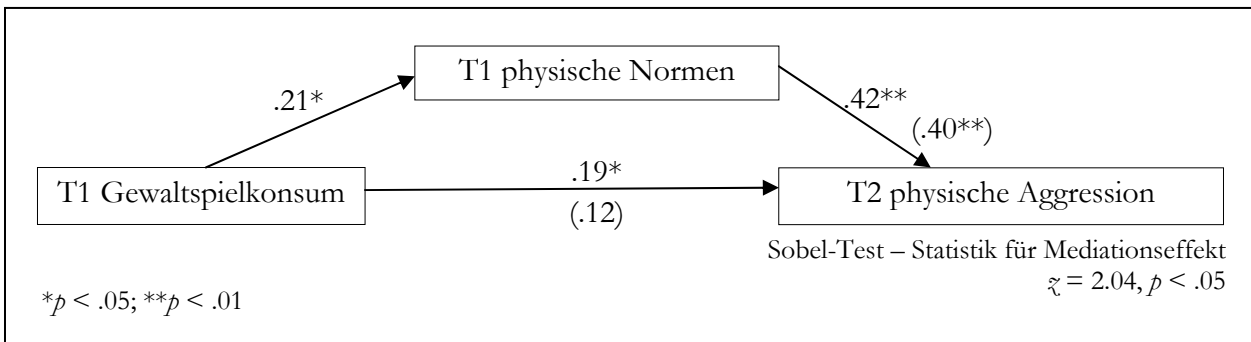 T1 physische Normen
.21*
.42**
(.40**)
T1 Gewaltspielkonsum
.19*
(.12)
T2 physische Aggression
Sobel-Test – Statistik für Mediationseffekt
z = 2.04, p < .05
*p < .05; **p < .01